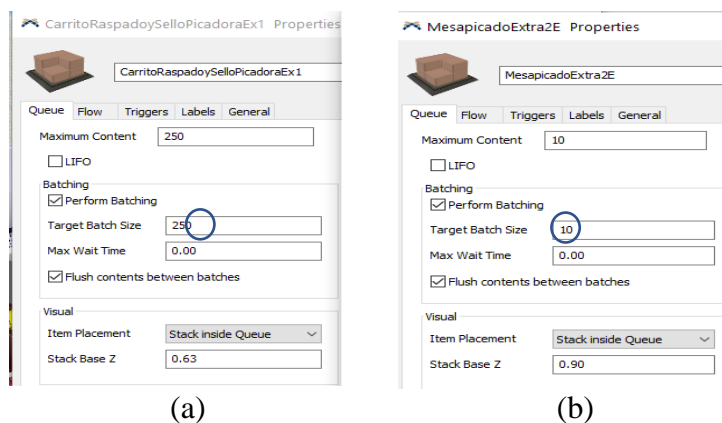 CarritoRaspadoySelloPicadoraEx1 Properties
CarritoRaspadoySelloPicadoraEx1
Queue Flow Triggers Labels General
Maximum Content 250
LIFO
Batching
Perform Batching
Target Batch Size 250
Max Wait Time 0.00
Flush contents between batches
Visual
Item Placement Stack inside Queue
Stack Base Z 0.63
(a)
MesapicadoExtra2E Properties
MesapicadoExtra2E
Queue Flow Triggers Labels General
Maximum Content 10
LIFO
Batching
Perform Batching
Target Batch Size 10
Max Wait Time 0.00
Flush contents between batches
Visual
Item Placement Stack inside Queue
Stack Base Z 0.90
(b)